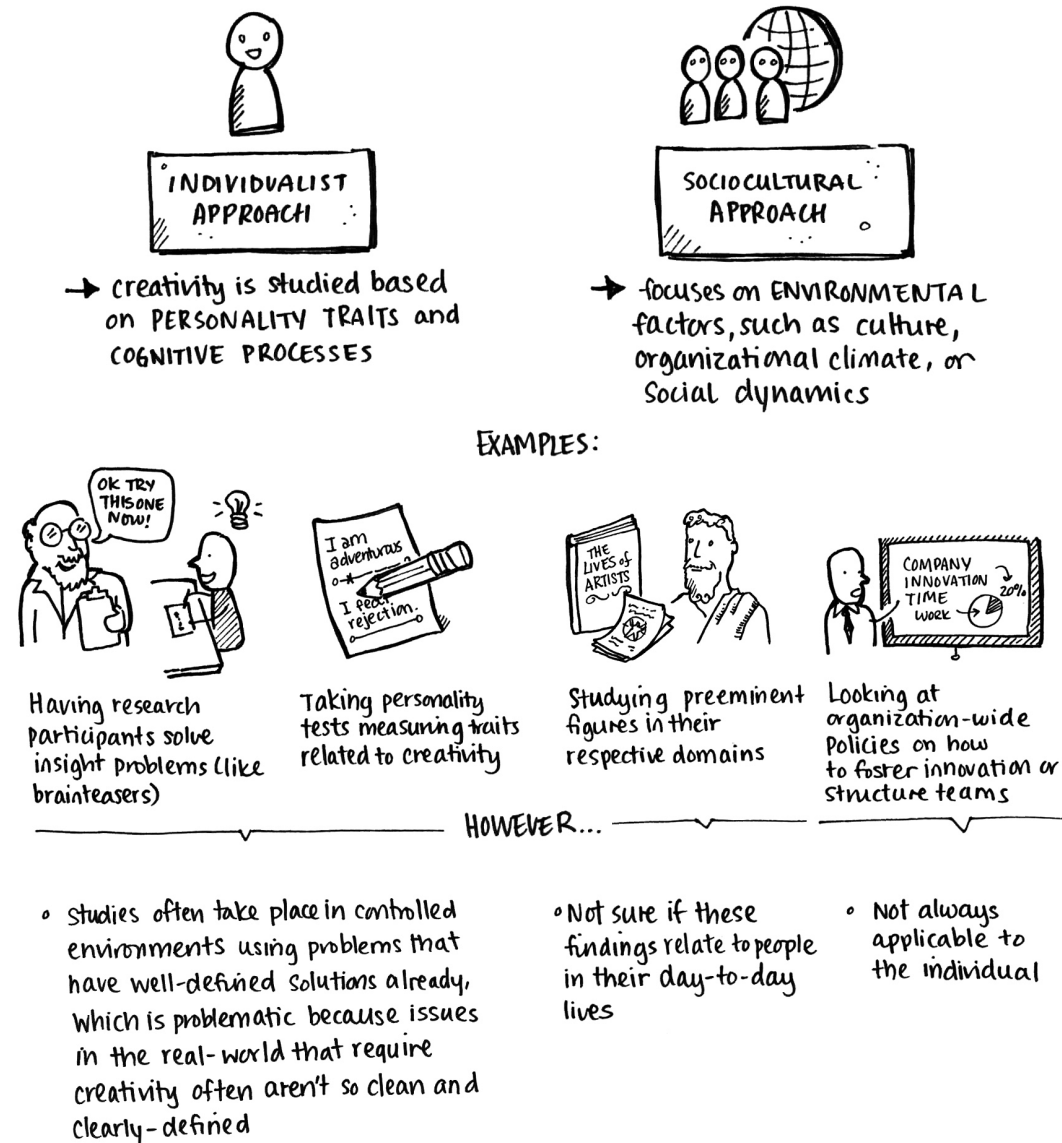 INDIVIDUALIST
APPROACH
→ creativity is studied based
on PERSONALITY TRAITS and
COGNITIVE PROCESSES
SOCIOCULTURAL
APPROACH
→ focuses on ENVIRONMENTAL
factors, such as culture,
organizational climate, or
social dynamics
EXAMPLES:
OK TRY
THIS ONE
NOW!
Having research
participants solve
insight problems (like
brainteasers)
I am
adventurous
I fear
rejection.
Taking personality
tests measuring traits
related to creativity
THE
LIVES of
ARTISTS
Studying preeminent
figures in their
respective domains
COMPANY
INNOVATION
TIME
20%
WORK
Looking at
organization-wide
policies on how
to foster innovation or
structure teams
HOWEVER...
• Studies often take place in controlled
environments using problems that
have well-defined solutions already,
which is problematic because issues
in the real-world that require
creativity often aren't so clean and
clearly-defined
• Not sure if these
findings relate to people
in their day-to-day
lives
• Not always
applicable to
the individual